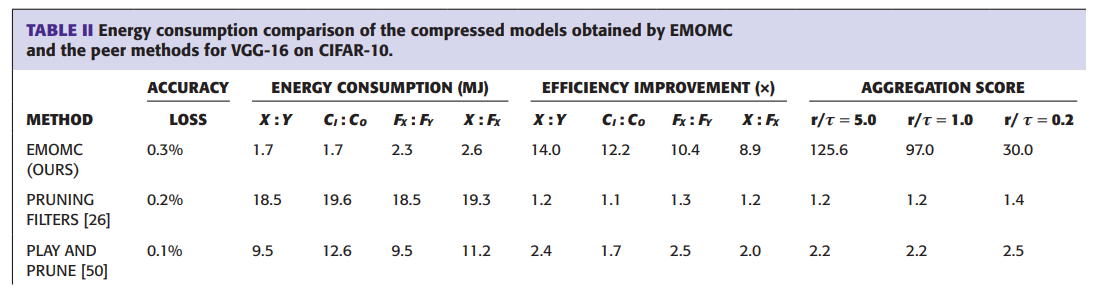 TABLE II Energy consumption comparison of the compressed models obtained by EMOMC
and the peer methods for VGG-16 on CIFAR-10.
ACCURACY ENERGY CONSUMPTION (MJ) EFFICIENCY IMPROVEMENT (×) AGGREGATION SCORE
METHOD LOSS X : Y C_I : C_O F_X : F_Y X : F_X X : Y C_I : C_O F_X : F_Y X : F_X r/τ = 5.0 r/τ = 1.0 r/ τ = 0.2
EMOMC 0.3% 1.7 1.7 2.3 2.6 14.0 12.2 10.4 8.9 125.6 97.0 30.0
(OURS)
PRUNING 0.2% 18.5 19.6 18.5 19.3 1.2 1.1 1.3 1.2 1.2 1.2 1.4
FILTERS [26]
PLAY AND 0.1% 9.5 12.6 9.5 11.2 2.4 1.7 2.5 2.0 2.2 2.2 2.5
PRUNE [50]